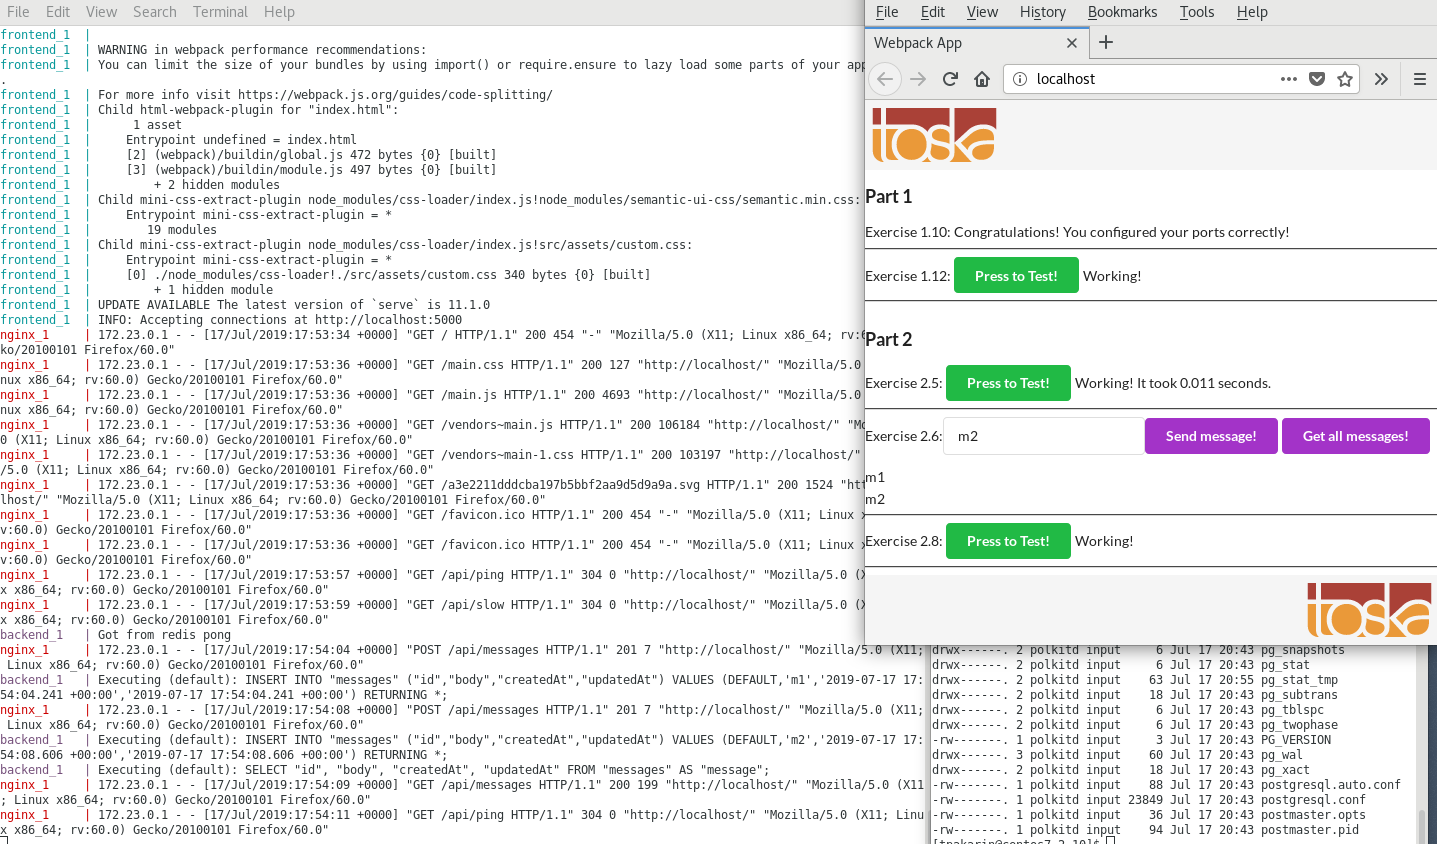 File Edit View Search Terminal Help
frontend_1 |
frontend_1 | WARNING in webpack performance recommendations:
frontend_1 | You can limit the size of your bundles by using import() or require.ensure to lazy load some parts of your app
.
frontend_1 | For more info visit https://webpack.js.org/guides/code-splitting/
frontend_1 | Child html-webpack-plugin for "index.html":
frontend_1 | 1 asset
frontend_1 | Entrypoint undefined = index.html
frontend_1 | [2] (webpack)/buildin/global.js 472 bytes {0} [built]
frontend_1 | [3] (webpack)/buildin/module.js 497 bytes {0} [built]
frontend_1 | + 2 hidden modules
frontend_1 | Child mini-css-extract-plugin node_modules/css-loader/index.js!node_modules/semantic-ui-css/semantic.min.css:
frontend_1 | Entrypoint mini-css-extract-plugin = *
frontend_1 | 19 modules
frontend_1 | Child mini-css-extract-plugin node_modules/css-loader/index.js!src/assets/custom.css:
frontend_1 | Entrypoint mini-css-extract-plugin = *
frontend_1 | [0] ./node_modules/css-loader!./src/assets/custom.css 340 bytes {0} [built]
frontend_1 | + 1 hidden module
frontend_1 | UPDATE AVAILABLE The latest version of `serve` is 11.1.0
frontend_1 | INFO: Accepting connections at http://localhost:5000
nginx_1 | 172.23.0.1 - - [17/Jul/2019:17:53:34 +0000] "GET / HTTP/1.1" 200 454 "-" "Mozilla/5.0 (X11; Linux x86_64; rv:6
ko/20100101 Firefox/60.0"
nginx_1 | 172.23.0.1 - - [17/Jul/2019:17:53:36 +0000] "GET /main.css HTTP/1.1" 200 127 "http://localhost/" "Mozilla/5.0
nux x86_64; rv:60.0) Gecko/20100101 Firefox/60.0"
nginx_1 | 172.23.0.1 - - [17/Jul/2019:17:53:36 +0000] "GET /main.js HTTP/1.1" 200 4693 "http://localhost/" "Mozilla/5.0
nux x86_64; rv:60.0) Gecko/20100101 Firefox/60.0"
nginx_1 | 172.23.0.1 - - [17/Jul/2019:17:53:36 +0000] "GET /vendors~main.js HTTP/1.1" 200 106184 "http://localhost/" "Mo
0 (X11; Linux x86_64; rv:60.0) Gecko/20100101 Firefox/60.0"
nginx_1 | 172.23.0.1 - - [17/Jul/2019:17:53:36 +0000] "GET /vendors~main-1.css HTTP/1.1" 200 103197 "http://localhost/"
/5.0 (X11; Linux x86_64; rv:60.0) Gecko/20100101 Firefox/60.0"
nginx_1 | 172.23.0.1 - - [17/Jul/2019:17:53:36 +0000] "GET /a3e2211dddcba197b5bbf2aa9d5d9a9a.svg HTTP/1.1" 200 1524 "htt
lhost/" "Mozilla/5.0 (X11; Linux x86_64; rv:60.0) Gecko/20100101 Firefox/60.0"
nginx_1 | 172.23.0.1 - - [17/Jul/2019:17:53:36 +0000] "GET /favicon.ico HTTP/1.1" 200 454 "-" "Mozilla/5.0 (X11; Linux x
v:60.0) Gecko/20100101 Firefox/60.0"
nginx_1 | 172.23.0.1 - - [17/Jul/2019:17:53:36 +0000] "GET /favicon.ico HTTP/1.1" 200 454 "-" "Mozilla/5.0 (X11; Linux x
v:60.0) Gecko/20100101 Firefox/60.0"
nginx_1 | 172.23.0.1 - - [17/Jul/2019:17:53:57 +0000] "GET /api/ping HTTP/1.1" 304 0 "http://localhost/" "Mozilla/5.0 (X
x x86_64; rv:60.0) Gecko/20100101 Firefox/60.0"
nginx_1 | 172.23.0.1 - - [17/Jul/2019:17:53:59 +0000] "GET /api/slow HTTP/1.1" 304 0 "http://localhost/" "Mozilla/5.0 (X
x x86_64; rv:60.0) Gecko/20100101 Firefox/60.0"
backend_1 | Got from redis pong
nginx_1 | 172.23.0.1 - - [17/Jul/2019:17:54:04 +0000] "POST /api/messages HTTP/1.1" 201 7 "http://localhost/" "Mozilla/5.0 (X11;
Linux x86_64; rv:60.0) Gecko/20100101 Firefox/60.0"
backend_1 | Executing (default): INSERT INTO "messages" ("id","body","createdAt","updatedAt") VALUES (DEFAULT,'m1','2019-07-17 17:
54:04.241 +00:00','2019-07-17 17:54:04.241 +00:00') RETURNING *;
nginx_1 | 172.23.0.1 - - [17/Jul/2019:17:54:08 +0000] "POST /api/messages HTTP/1.1" 201 7 "http://localhost/" "Mozilla/5.0 (X11;
Linux x86_64; rv:60.0) Gecko/20100101 Firefox/60.0"
backend_1 | Executing (default): INSERT INTO "messages" ("id","body","createdAt","updatedAt") VALUES (DEFAULT,'m2','2019-07-17 17:
54:08.606 +00:00','2019-07-17 17:54:08.606 +00:00') RETURNING *;
backend_1 | Executing (default): SELECT "id", "body", "createdAt", "updatedAt" FROM "messages" AS "message";
nginx_1 | 172.23.0.1 - - [17/Jul/2019:17:54:09 +0000] "GET /api/messages HTTP/1.1" 200 199 "http://localhost/" "Mozilla/5.0 (X11
; Linux x86_64; rv:60.0) Gecko/20100101 Firefox/60.0"
nginx_1 | 172.23.0.1 - - [17/Jul/2019:17:54:11 +0000] "GET /api/ping HTTP/1.1" 304 0 "http://localhost/" "Mozilla/5.0 (X11; Linu
x x86_64; rv:60.0) Gecko/20100101 Firefox/60.0"
File Edit View History Bookmarks Tools Help
Webpack App
localhost
toska
Part 1
Exercise 1.10: Congratulations! You configured your ports correctly!
Exercise 1.12: Press to Test! Working!
Part 2
Exercise 2.5: Press to Test! Working! It took 0.011 seconds.
Exercise 2.6: m2 Send message! Get all messages!
m1
m2
Exercise 2.8: Press to Test! Working!
toska
drwx------. 2 polkitd input 6 Jul 17 20:43 pg_snapshots
drwx------. 2 polkitd input 6 Jul 17 20:43 pg_stat
drwx------. 2 polkitd input 63 Jul 17 20:55 pg_stat_tmp
drwx------. 2 polkitd input 18 Jul 17 20:43 pg_subtrans
drwx------. 2 polkitd input 6 Jul 17 20:43 pg_tblspc
drwx------. 2 polkitd input 6 Jul 17 20:43 pg_twophase
-rw-------. 1 polkitd input 3 Jul 17 20:43 PG_VERSION
drwx------. 3 polkitd input 60 Jul 17 20:43 pg_wal
drwx------. 2 polkitd input 18 Jul 17 20:43 pg_xact
-rw-------. 1 polkitd input 88 Jul 17 20:43 postgresql.auto.conf
-rw-------. 1 polkitd input 23849 Jul 17 20:43 postgresql.conf
-rw-------. 1 polkitd input 36 Jul 17 20:43 postmaster.opts
-rw-------. 1 polkitd input 94 Jul 17 20:43 postmaster.pid